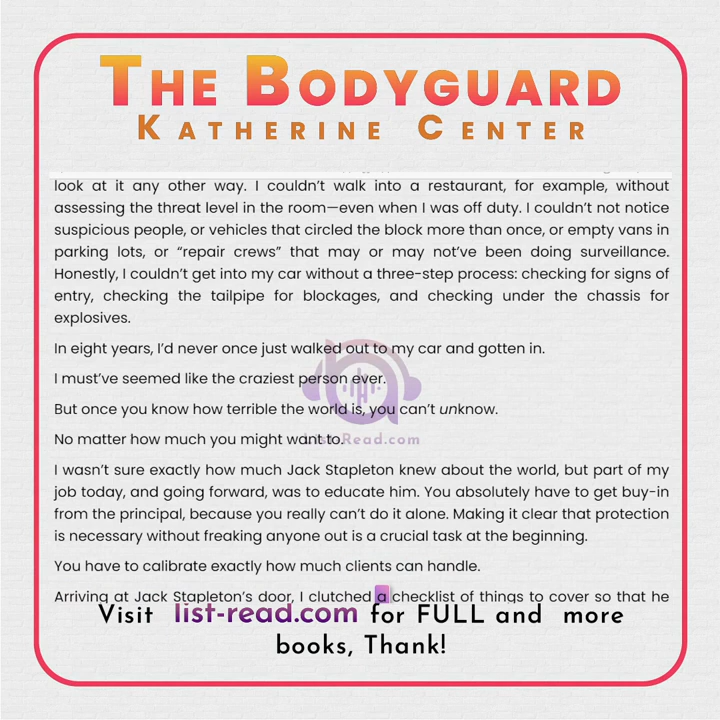 THE BODYGUARD
KATHERINE CENTER
look at it any other way. I couldn’t walk into a restaurant, for example, without
assessing the threat level in the room—even when I was off duty. I couldn’t not notice
suspicious people, or vehicles that circled the block more than once, or empty vans in
parking lots, or “repair crews” that may or may not’ve been doing surveillance.
Honestly, I couldn’t get into my car without a three-step process: checking for signs of
entry, checking the tailpipe for blockages, and checking under the chassis for
explosives.
In eight years, I’d never once just walked out to my car and gotten in.
I must’ve seemed like the craziest person ever.
But once you know how terrible the world is, you can’t unknow.
No matter how much you might want to.
List-Read.com
I wasn’t sure exactly how much Jack Stapleton knew about the world, but part of my
job today, and going forward, was to educate him. You absolutely have to get buy-in
from the principal, because you really can’t do it alone. Making it clear that protection
is necessary without freaking anyone out is a crucial task at the beginning.
You have to calibrate exactly how much clients can handle.
Arriving at Jack Stapleton’s door, I clutched a checklist of things to cover so that he
Visit list-read.com for FULL and more
books, Thank!